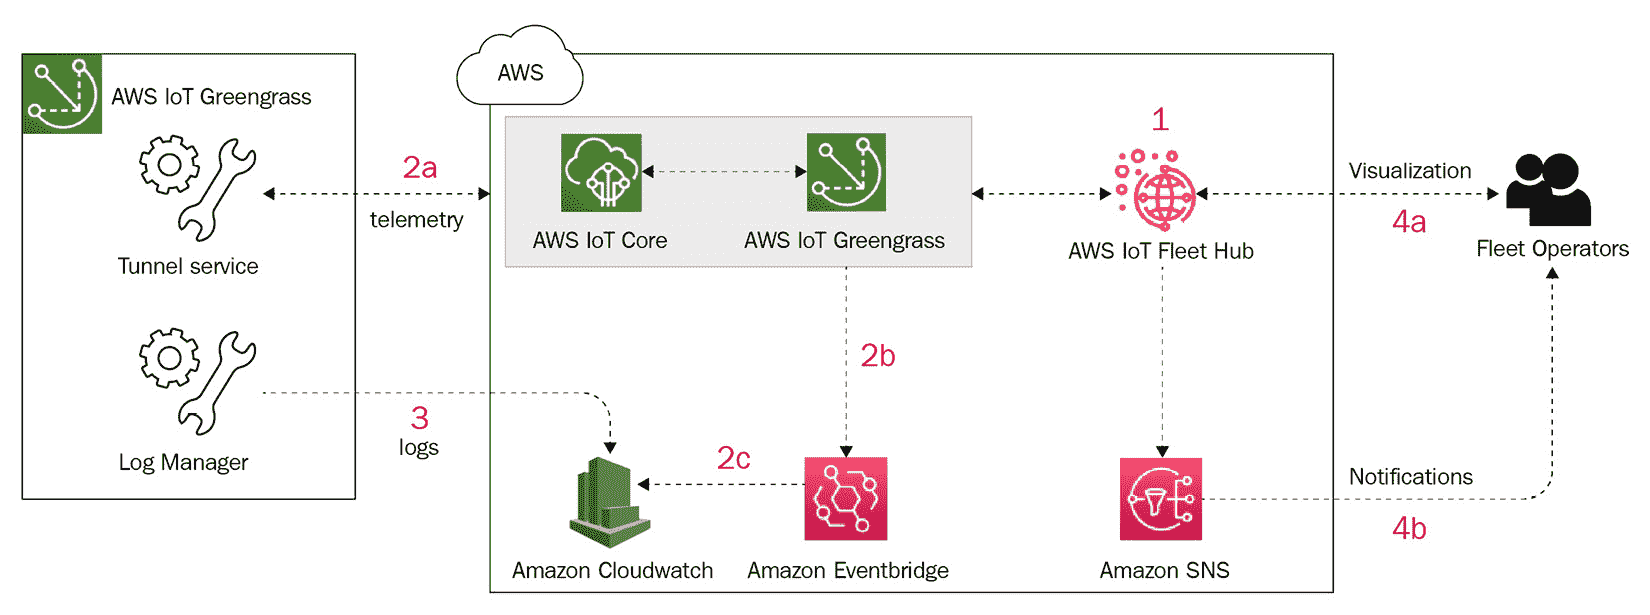 AWS
AWS IoT Greengrass
1
2a
Visualization
telemetry
4a
AWS IoT Core
AWS IoT Greengrass
AWS IoT Fleet Hub
Fleet Operators
Tunnel service
2b
3
logs
2c
Log Manager
Notifications
4b
Amazon Cloudwatch
Amazon Eventbridge
Amazon SNS